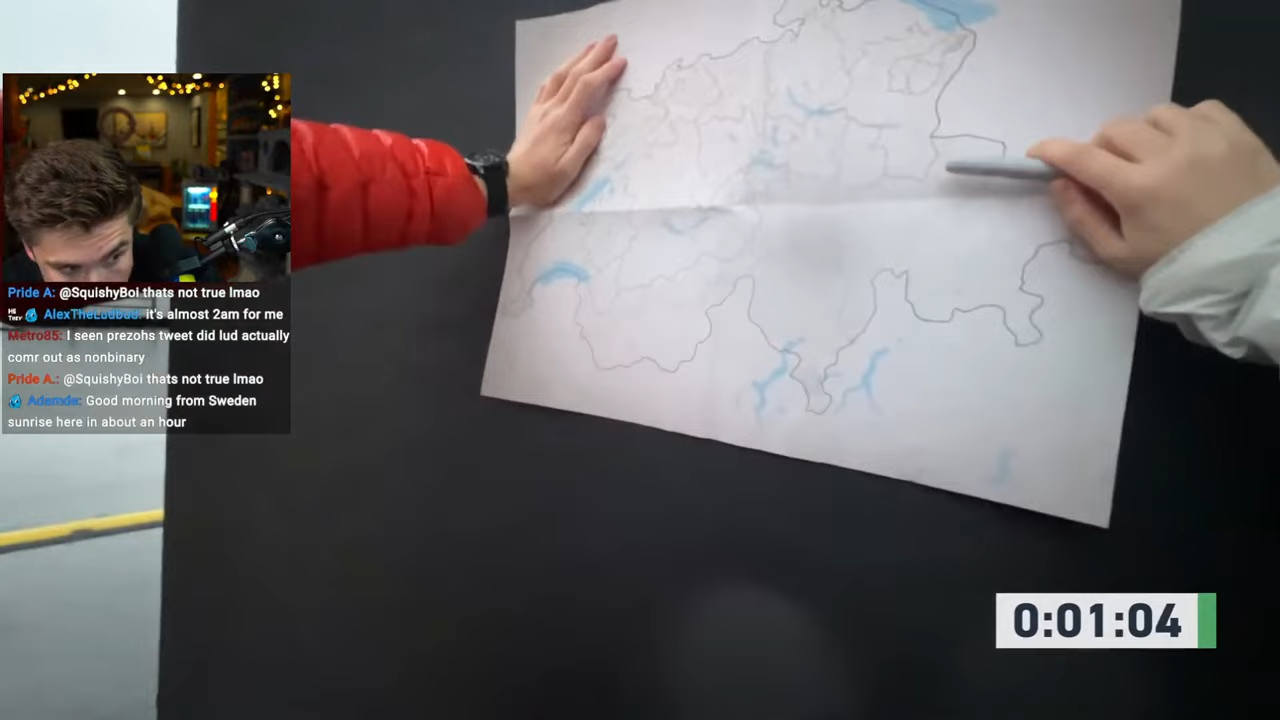 Pride A: @SquishyBoi thats not true lmao
AlexTheLudbud: it's almost 2am for me
Metro85: I seen prezohs tweet did lud actually
comr out as nonbinary
Pride A.: @SquishyBoi thats not true lmao
Adamde: Good morning from Sweden
sunrise here in about an hour
0:01:04